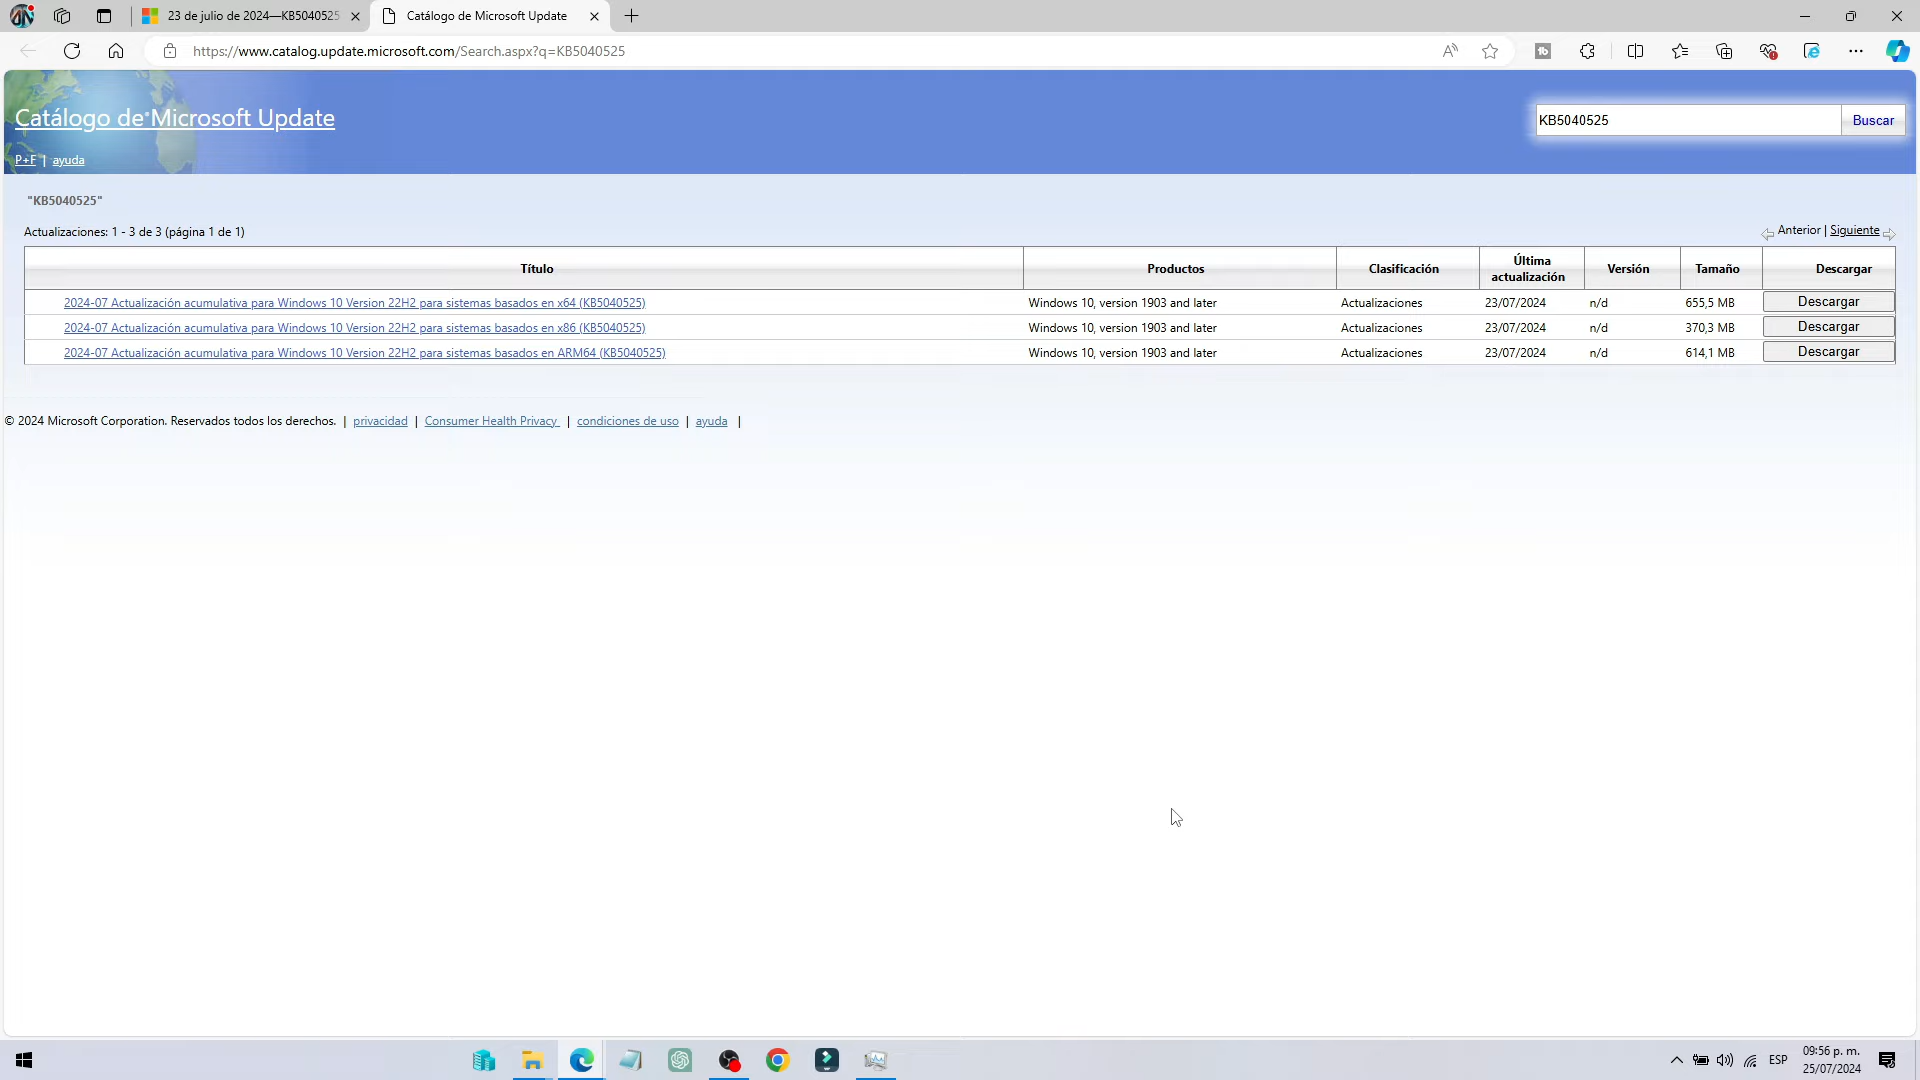 23 de julio de 2024—KB5040525
Catálogo de Microsoft Update
https://www.catalog.update.microsoft.com/Search.aspx?q=KB5040525
Catálogo de Microsoft Update
KB5040525
Buscar
P+F | ayuda
"KB5040525"
Actualizaciones: 1 - 3 de 3 (página 1 de 1)
Anterior | Siguiente
Título Productos Clasificación Última actualización Versión Tamaño Descargar
2024-07 Actualización acumulativa para Windows 10 Version 22H2 para sistemas basados en x64 (KB5040525) Windows 10, version 1903 and later Actualizaciones 23/07/2024 n/d 655,5 MB Descargar
2024-07 Actualización acumulativa para Windows 10 Version 22H2 para sistemas basados en x86 (KB5040525) Windows 10, version 1903 and later Actualizaciones 23/07/2024 n/d 370,3 MB Descargar
2024-07 Actualización acumulativa para Windows 10 Version 22H2 para sistemas basados en ARM64 (KB5040525) Windows 10, version 1903 and later Actualizaciones 23/07/2024 n/d 614,1 MB Descargar
© 2024 Microsoft Corporation. Reservados todos los derechos. | privacidad | Consumer Health Privacy | condiciones de uso | ayuda |
ESP
09:56 p. m.
25/07/2024